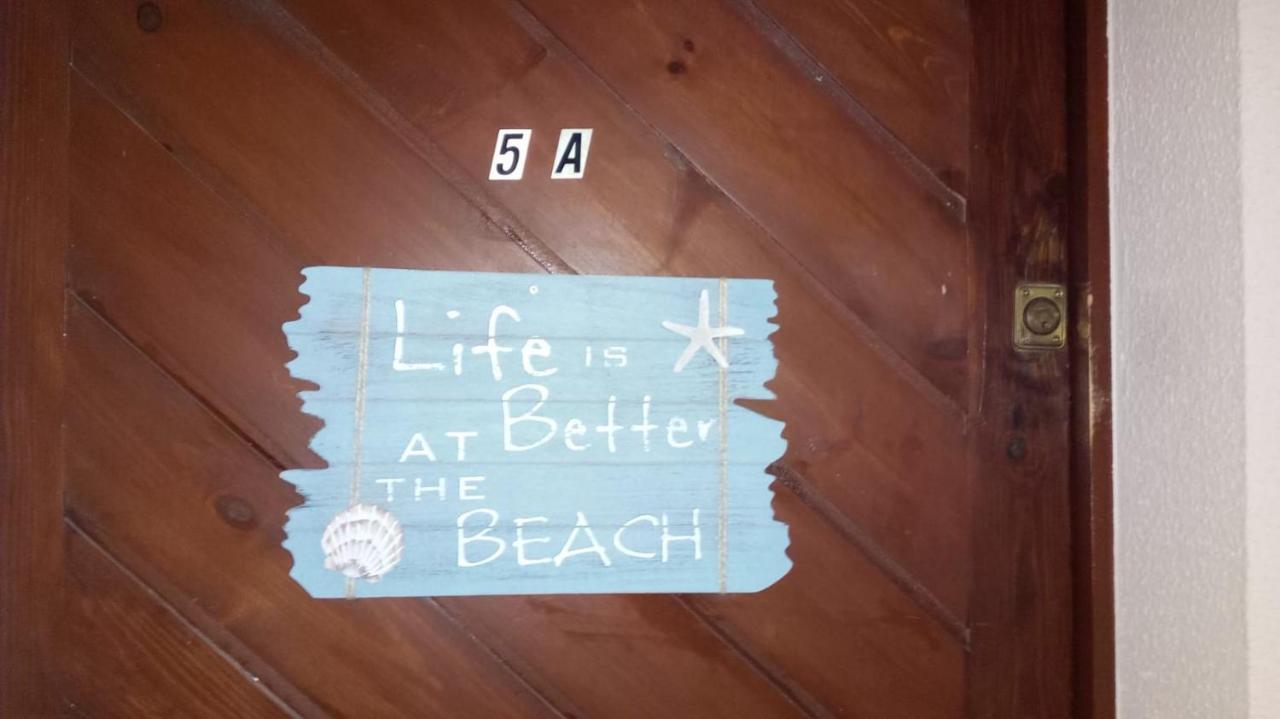 5 A
Life is
Better
AT
THE
BEACH